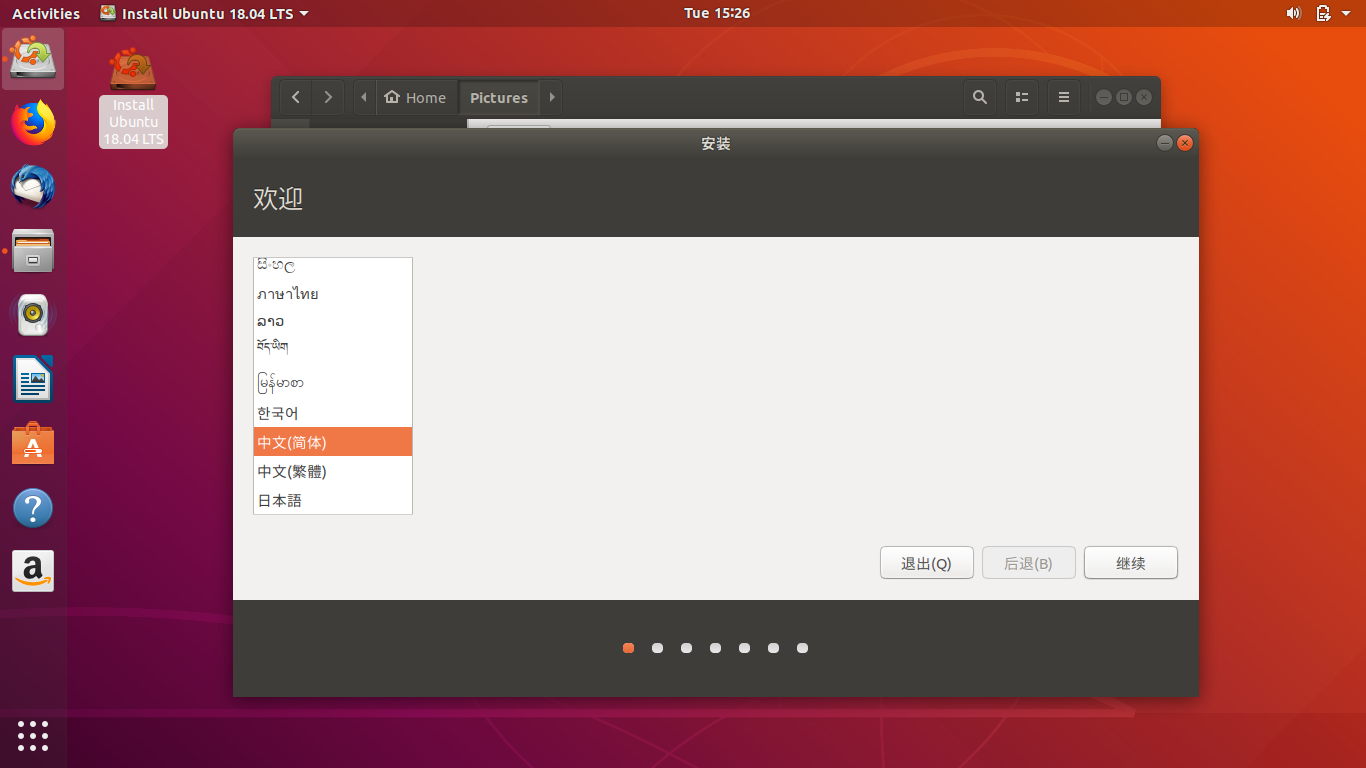 Activities
Install Ubuntu 18.04 LTS
Tue 15:26
Install
Ubuntu
18.04 LTS
Home
Pictures
安装
欢迎
සිංහල
ภาษาไทย
ລາວ
བོད་ཡིག
မြန်မာစာ
한국어
中文(简体)
中文(繁體)
日本語
退出(Q)
后退(B)
继续